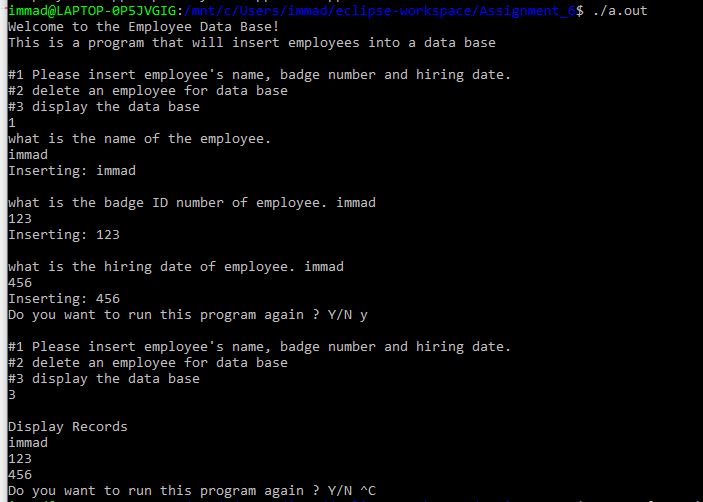 immad@LAPTOP-0P5JVGIG:/mnt/c/Users/immad/eclipse-workspace/Assignment_6$ ./a.out
Welcome to the Employee Data Base!
This is a program that will insert employees into a data base
#1 Please insert employee's name, badge number and hiring date.
#2 delete an employee for data base
#3 display the data base
1
what is the name of the employee.
immad
Inserting: immad
what is the badge ID number of employee. immad
123
Inserting: 123
what is the hiring date of employee. immad
456
Inserting: 456
Do you want to run this program again ? Y/N y
#1 Please insert employee's name, badge number and hiring date.
#2 delete an employee for data base
#3 display the data base
3
Display Records
immad
123
456
Do you want to run this program again ? Y/N ^C